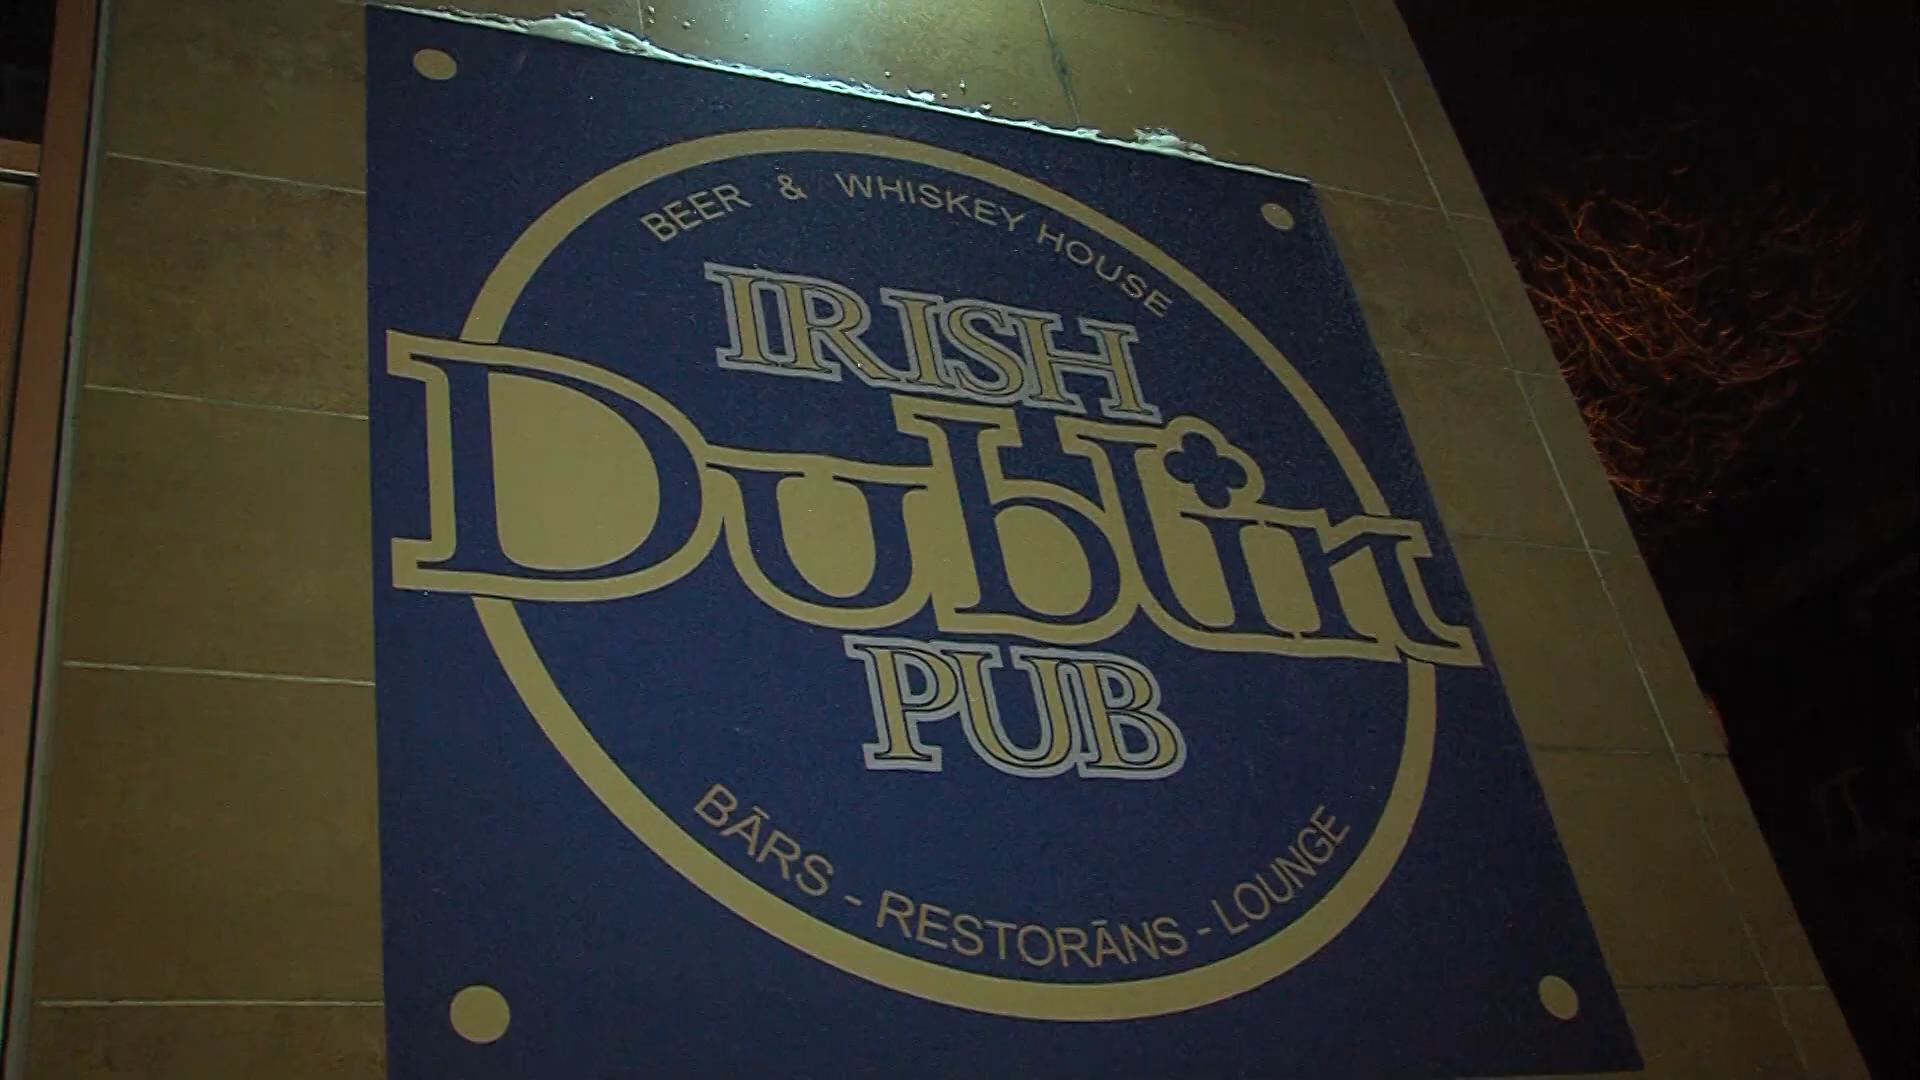 BEER & WHISKEY HOUSE
IRISH
Dublin
PUB
BĀRS - RESTORĀNS - LOUNGE